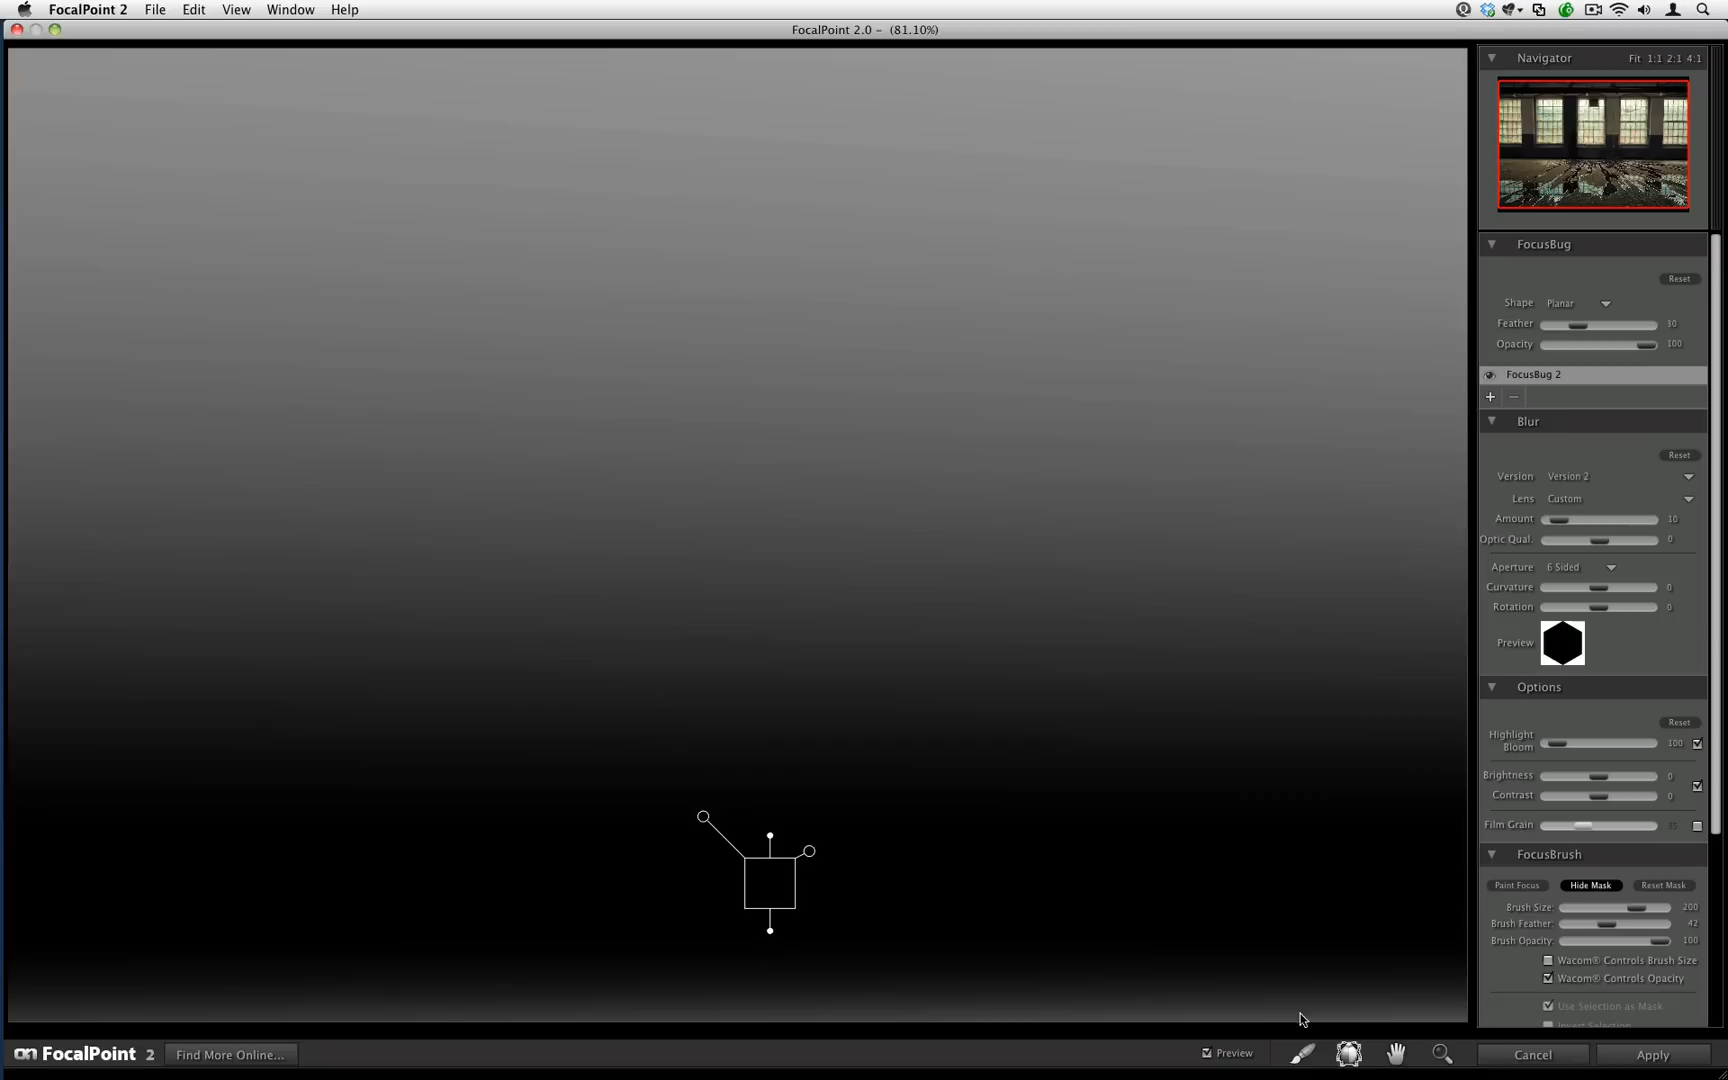 FocalPoint 2 File Edit View Window Help
FocalPoint 2.0 - (81.10%)
Navigator Fit 1:1 2:1 4:1
FocusBug
Reset
Shape Planar
Feather 30
Opacity 100
FocusBug 2
+ −
Blur
Reset
Version Version 2
Lens Custom
Amount 10
Optic Qual. 0
Aperture 6 Sided
Curvature 0
Rotation 0
Preview
Options
Reset
Highlight
Bloom 100
Brightness 0
Contrast 0
Film Grain 35
FocusBrush
Paint Focus Hide Mask Reset Mask
Brush Size: 200
Brush Feather: 42
Brush Opacity: 100
Wacom® Controls Brush Size
Wacom® Controls Opacity
Use Selection as Mask
Invert Selection
on FocalPoint 2 Find More Online... Preview Cancel Apply